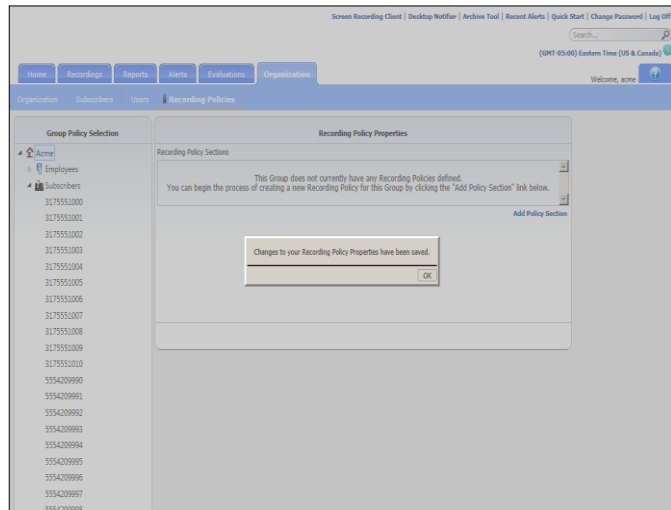 Screen Recording Client | Desktop Notifier | Archive Tool | Recent Alerts | Quick Start | Change Password | Log Off
Search...
(GMT-05:00) Eastern Time (US & Canada)
Home Recordings Reports Alerts Evaluations Organization
Welcome, acme
Organization Subscribers Users Recording Policies
Group Policy Selection
Acme
Employees
Subscribers
3175551000
3175551001
3175551002
3175551003
3175551004
3175551005
3175551006
3175551007
3175551008
3175551009
3175551010
5554209990
5554209991
5554209992
5554209993
5554209994
5554209995
5554209996
5554209997
5554209998
Recording Policy Properties
Recording Policy Sections
This Group does not currently have any Recording Policies defined.
You can begin the process of creating a new Recording Policy for this Group by clicking the "Add Policy Section" link below.
Add Policy Section
Changes to your Recording Policy Properties have been saved.
OK